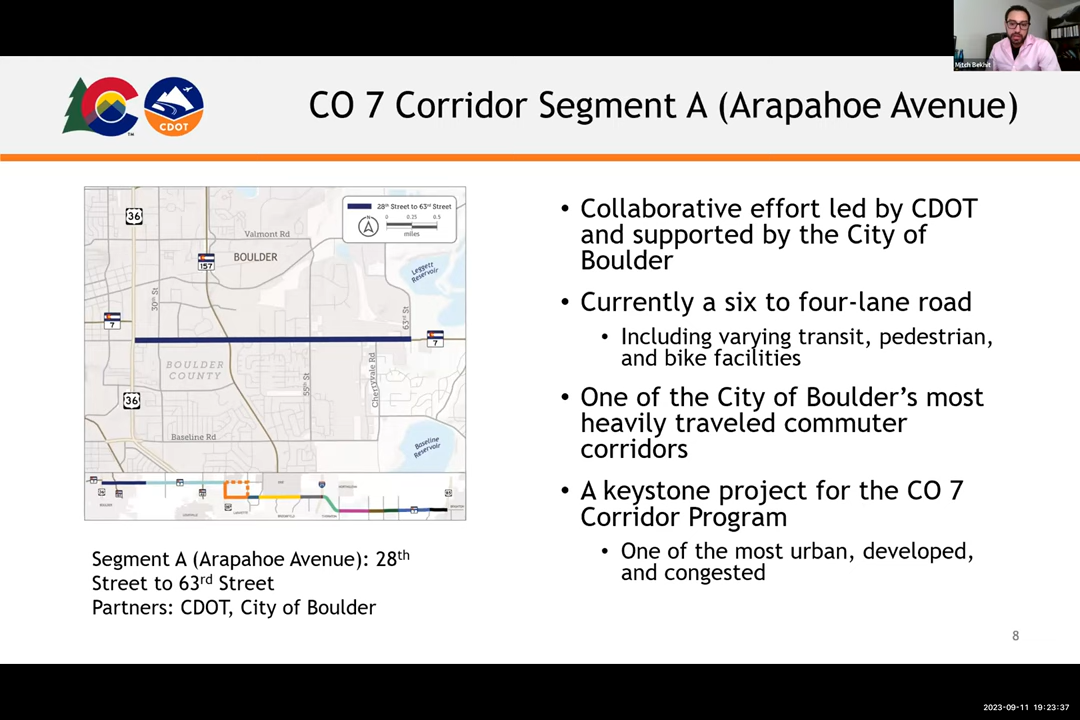 Mitch Bekhit
CO 7 Corridor Segment A (Arapahoe Avenue)
CDOT
TM
28th Street to 63rd Street
N
0 0.25 0.5
miles
36
Valmont Rd
157
BOULDER
Leggett
Reservoir
30th St
63rd St
7
7
BOULDER
COUNTY
55th St
Cherryvale Rd
36
Baseline Rd
Baseline
Reservoir
Segment A (Arapahoe Avenue): 28th
Street to 63rd Street
Partners: CDOT, City of Boulder
• Collaborative effort led by CDOT
and supported by the City of
Boulder
• Currently a six to four-lane road
• Including varying transit, pedestrian,
and bike facilities
• One of the City of Boulder’s most
heavily traveled commuter
corridors
• A keystone project for the CO 7
Corridor Program
• One of the most urban, developed,
and congested
8
2023-09-11 19:23:37